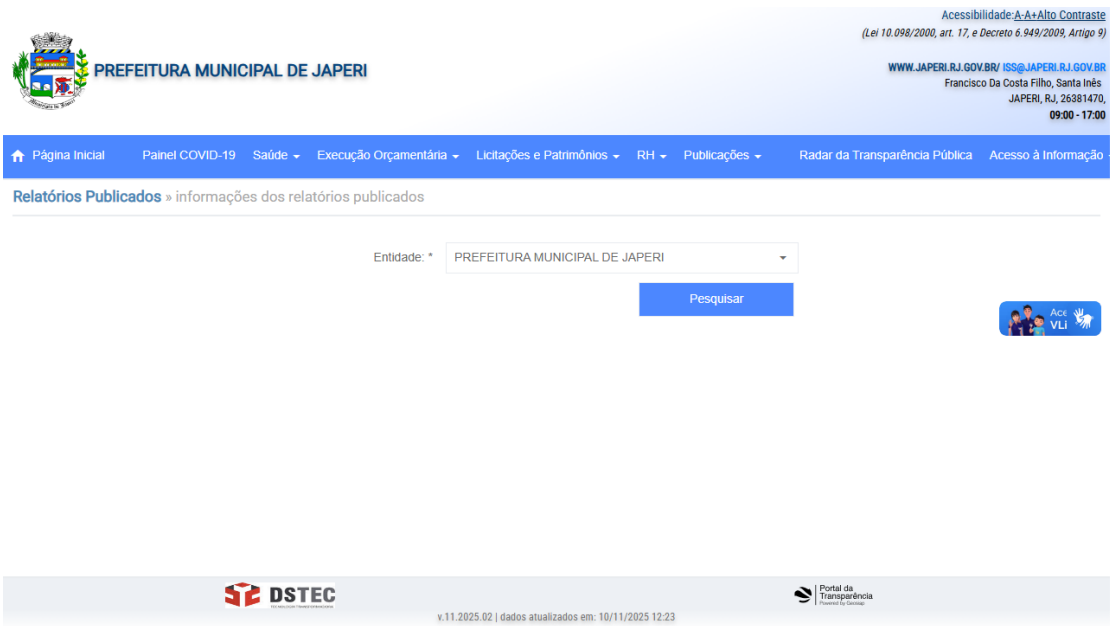 Acessibilidade:A-A+Alto Contraste
(Lei 10.098/2000, art. 17, e Decreto 6.949/2009, Artigo 9)
PREFEITURA MUNICIPAL DE JAPERI
WWW.JAPERI.RJ.GOV.BR/ ISS@JAPERI.RJ.GOV.BR
Francisco Da Costa Filho, Santa Inês
JAPERI, RJ, 26381470,
09:00 - 17:00
Página Inicial Painel COVID-19 Saúde Execução Orçamentária Licitações e Patrimônios RH Publicações Radar da Transparência Pública Acesso à Informação
Relatórios Publicados » informações dos relatórios publicados
Entidade: * PREFEITURA MUNICIPAL DE JAPERI
Pesquisar
Ace
VLi
DSTEC
Portal da
Transparência
Powered by Geosiap
v.11.2025.02 | dados atualizados em: 10/11/2025 12:23